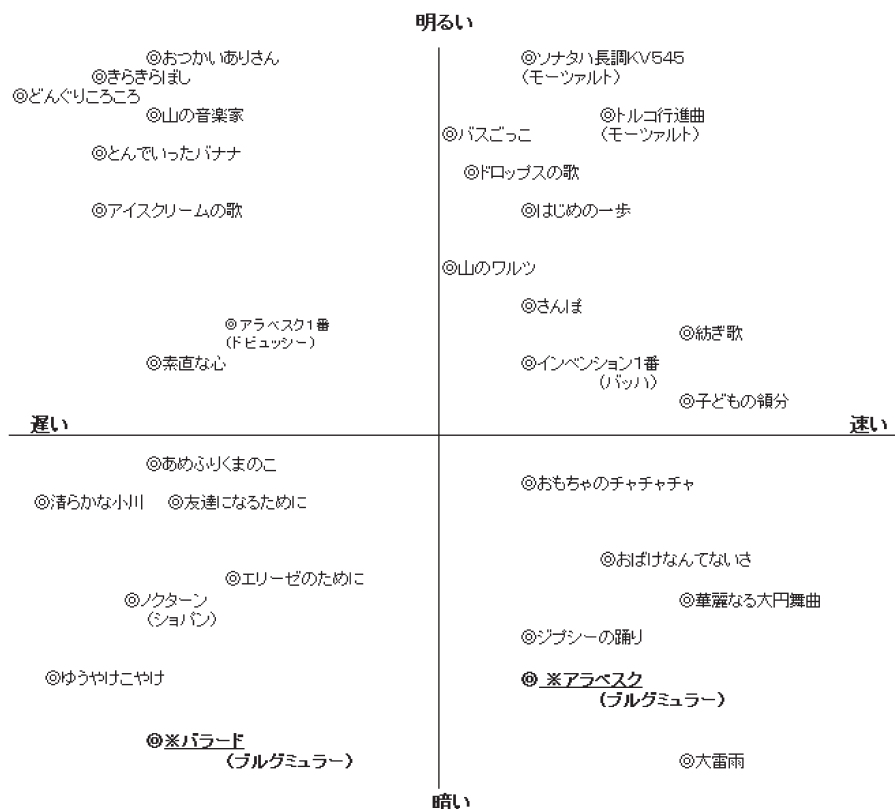 明るい
◎おつかいありさん
◎ソナタハ長調KV545
◎きらきらぼし
(モーツァルト)
◎どんぐりころころ
◎山の音楽家
◎トルコ行進曲
◎バスごっこ
(モーツァルト)
◎とんでいったバナナ
◎ドロップスの歌
◎アイスクリームの歌
◎はじめの一歩
◎山のワルツ
◎さんぽ
◎アラベスク1番
◎紡ぎ歌
(ドビュッシー)
◎素直な心
◎インベンション1番
(バッハ)
◎子どもの領分
遅い
速い
◎あめふりくまのこ
◎おもちゃのチャチャチャ
◎清らかな小川
◎友達になるために
◎おばけなんてないさ
◎エリーゼのために
◎ノクターン
◎華麗なる大円舞曲
(ショパン)
◎ジプシーの踊り
◎ゆうやけこやけ
◎ ※アラベスク
(ブルグミュラー)
◎※バラード
(ブルグミュラー)
◎大雷雨
暗い